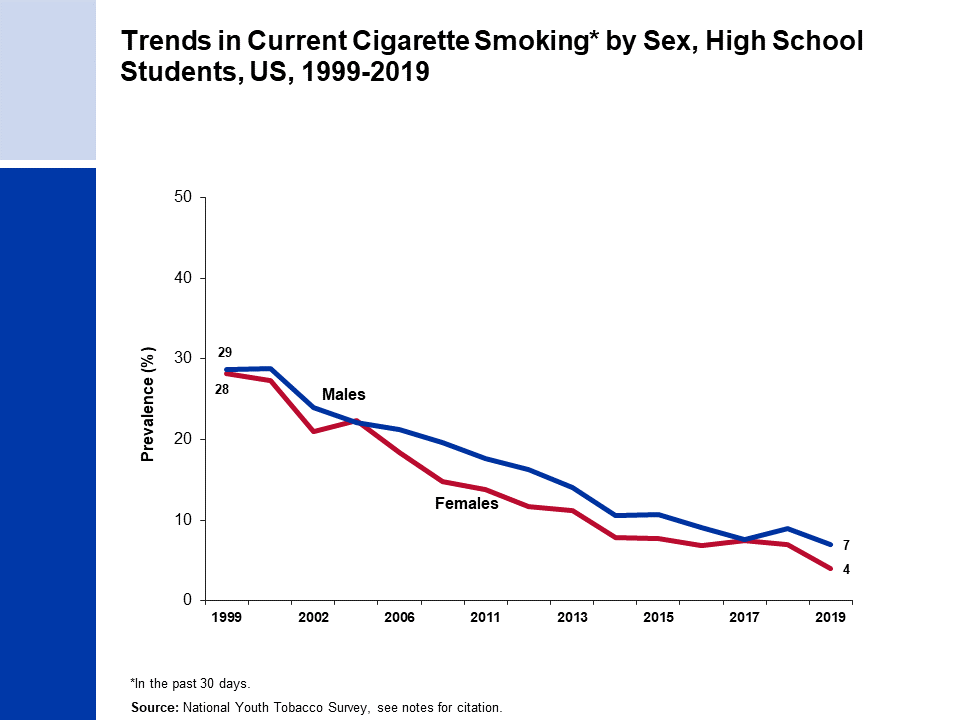 Trends in Current Cigarette Smoking* by Sex, High School
Students, US, 1999-2019
50
40
30
20
10
0
Prevalence (%)
29
28
Males
Females
7
4
1999 2002 2006 2011 2013 2015 2017 2019
*In the past 30 days.
Source: National Youth Tobacco Survey, see notes for citation.